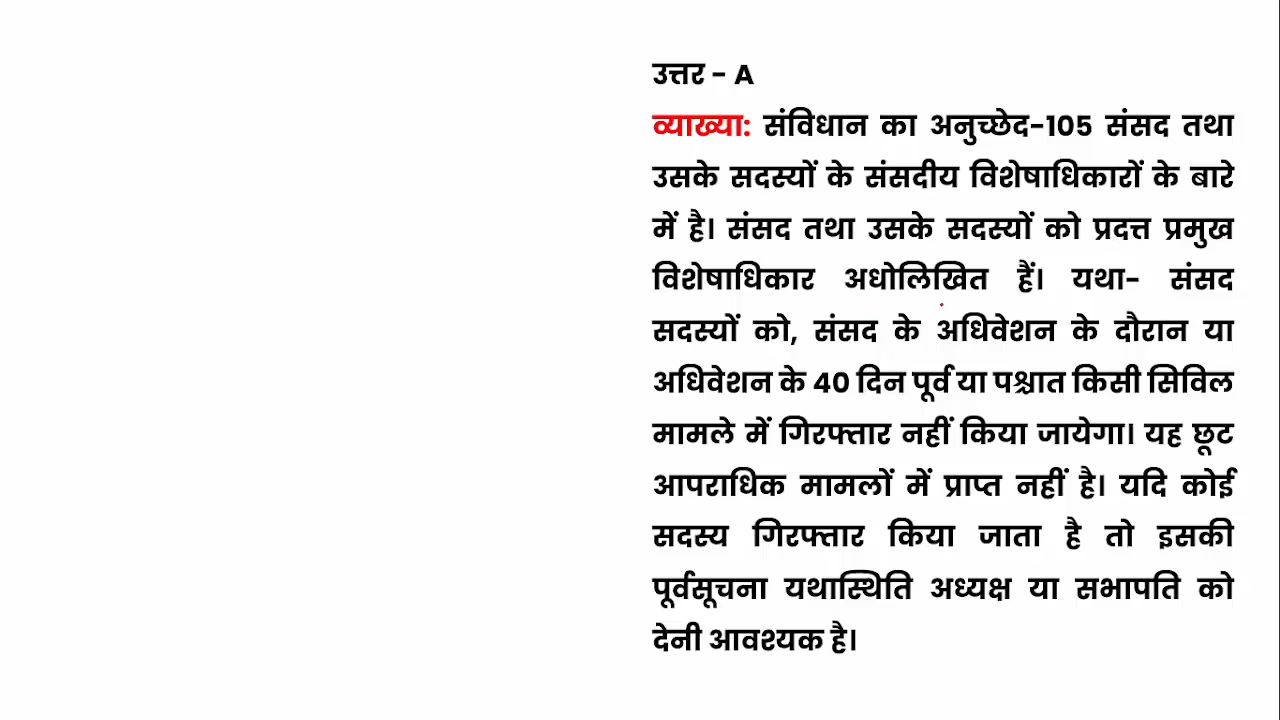 उत्तर - A
व्याख्या: संविधान का अनुच्छेद-105 संसद तथा
उसके सदस्यों के संसदीय विशेषाधिकारों के बारे
में है। संसद तथा उसके सदस्यों को प्रदत्त प्रमुख
विशेषाधिकार अधोलिखित हैं। यथा- संसद
सदस्यों को, संसद के अधिवेशन के दौरान या
अधिवेशन के 40 दिन पूर्व या पश्चात किसी सिविल
मामले में गिरफ्तार नहीं किया जायेगा। यह छूट
आपराधिक मामलों में प्राप्त नहीं है। यदि कोई
सदस्य गिरफ्तार किया जाता है तो इसकी
पूर्वसूचना यथास्थिति अध्यक्ष या सभापति को
देनी आवश्यक है।